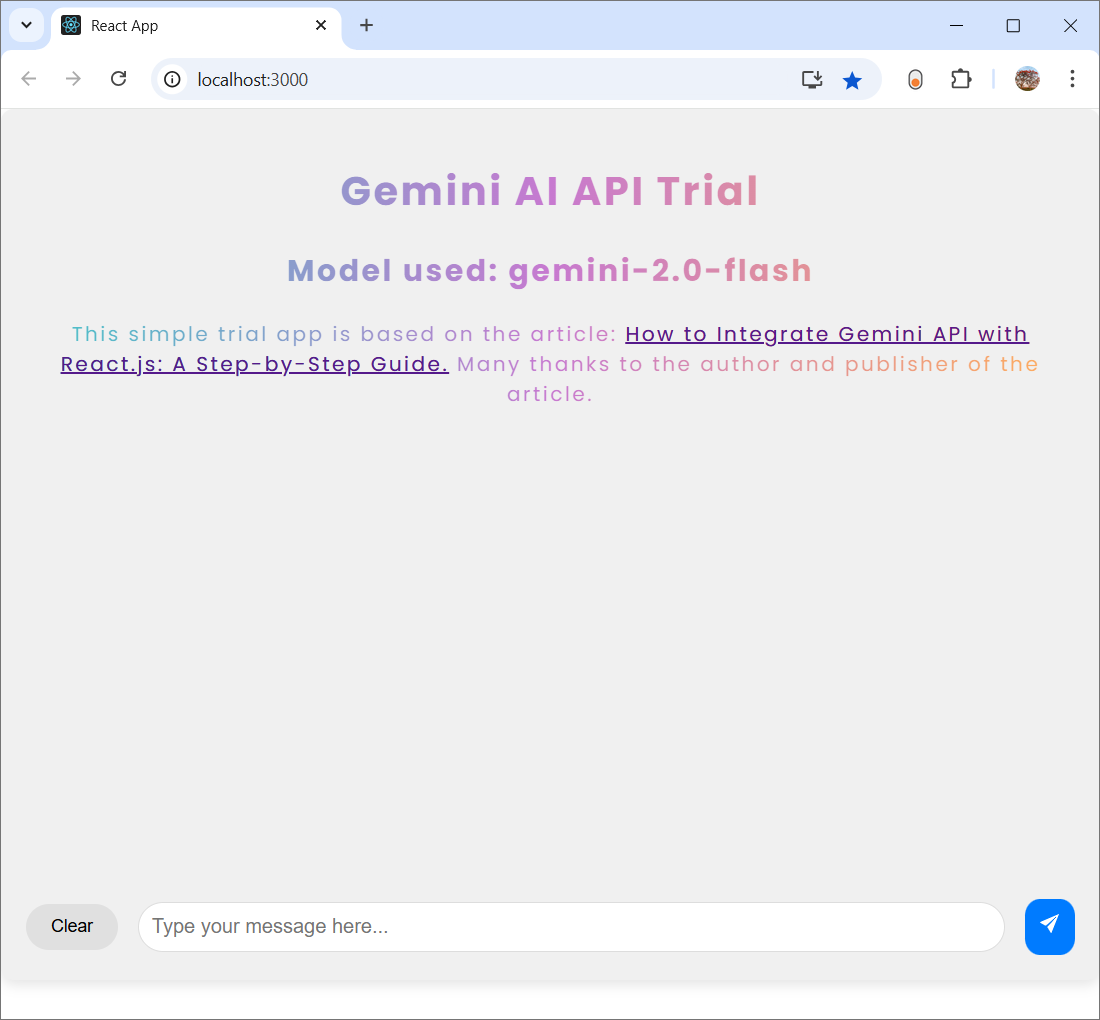 React App
localhost:3000
Gemini AI API Trial
Model used: gemini-2.0-flash
This simple trial app is based on the article: How to Integrate Gemini API with
React.js: A Step-by-Step Guide. Many thanks to the author and publisher of the
article.
Clear
Type your message here...